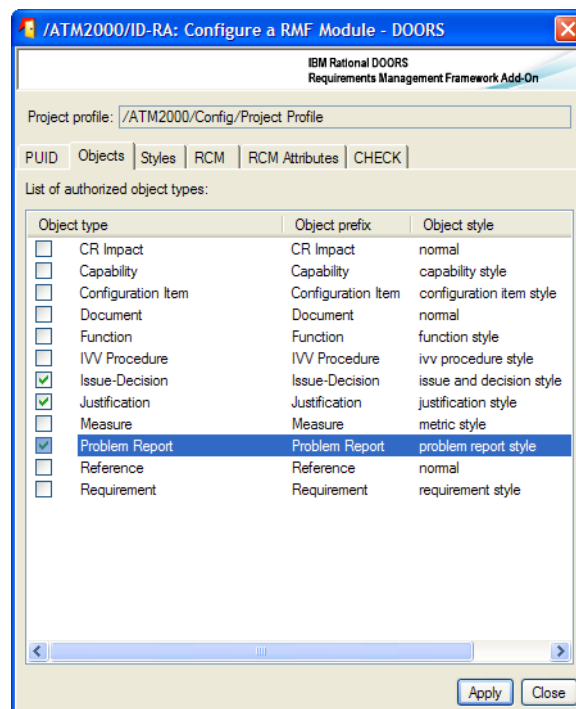 /ATM2000/ID-RA: Configure a RMF Module - DOORS
IBM Rational DOORS
Requirements Management Framework Add-On
Project profile: /ATM2000/Config/Project Profile
PUID Objects Styles RCM RCM Attributes CHECK
List of authorized object types:
Object type Object prefix Object style
CR Impact CR Impact normal
Capability Capability capability style
Configuration Item Configuration Item configuration item style
Document Document normal
Function Function function style
IVV Procedure IVV Procedure ivv procedure style
Issue-Decision Issue-Decision issue and decision style
Justification Justification justification style
Measure Measure metric style
Problem Report Problem Report problem report style
Reference Reference normal
Requirement Requirement requirement style
Apply Close